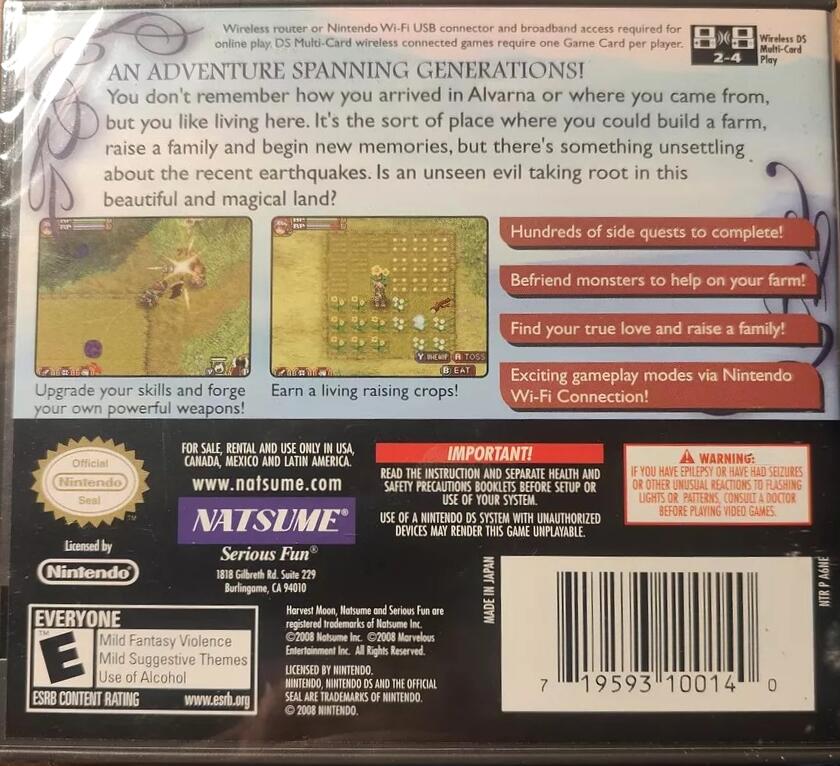 Wireless router or Nintendo Wi-Fi USB connector and broadband access required for
online play. DS Multi-Card wireless connected games require one Game Card per player.
2-4
Wireless DS
Multi-Card
Play
AN ADVENTURE SPANNING GENERATIONS!
You don't remember how you arrived in Alvarna or where you came from,
but you like living here. It's the sort of place where you could build a farm,
raise a family and begin new memories, but there's something unsettling
about the recent earthquakes. Is an unseen evil taking root in this
beautiful and magical land?
HP
RP
HP
RP
A TOSS
B EAT
Upgrade your skills and forge
your own powerful weapons!
Earn a living raising crops!
Hundreds of side quests to complete!
Befriend monsters to help on your farm!
Find your true love and raise a family!
Exciting gameplay modes via Nintendo
Wi-Fi Connection!
Official
Nintendo
Seal
TM
Licensed by
Nintendo®
FOR SALE, RENTAL AND USE ONLY IN USA,
CANADA, MEXICO AND LATIN AMERICA.
www.natsume.com
NATSUME®
Serious Fun®
1818 Gilbreth Rd. Suite 229
Burlingame, CA 94010
IMPORTANT!
READ THE INSTRUCTION AND SEPARATE HEALTH AND
SAFETY PRECAUTIONS BOOKLETS BEFORE SETUP OR
USE OF YOUR SYSTEM.
USE OF A NINTENDO DS SYSTEM WITH UNAUTHORIZED
DEVICES MAY RENDER THIS GAME UNPLAYABLE.
WARNING:
IF YOU HAVE EPILEPSY OR HAVE HAD SEIZURES
OR OTHER UNUSUAL REACTIONS TO FLASHING
LIGHTS OR PATTERNS, CONSULT A DOCTOR
BEFORE PLAYING VIDEO GAMES.
EVERYONE
TM
E
Mild Fantasy Violence
Mild Suggestive Themes
Use of Alcohol
ESRB CONTENT RATING www.esrb.org
Harvest Moon, Natsume and Serious Fun are
registered trademarks of Natsume Inc.
©2008 Natsume Inc. ©2008 Marvelous
Entertainment Inc. All Rights Reserved.
LICENSED BY NINTENDO.
NINTENDO, NINTENDO DS AND THE OFFICIAL
SEAL ARE TRADEMARKS OF NINTENDO.
© 2008 NINTENDO.
MADE IN JAPAN
7 19593 10014 0
NTR P A6NE